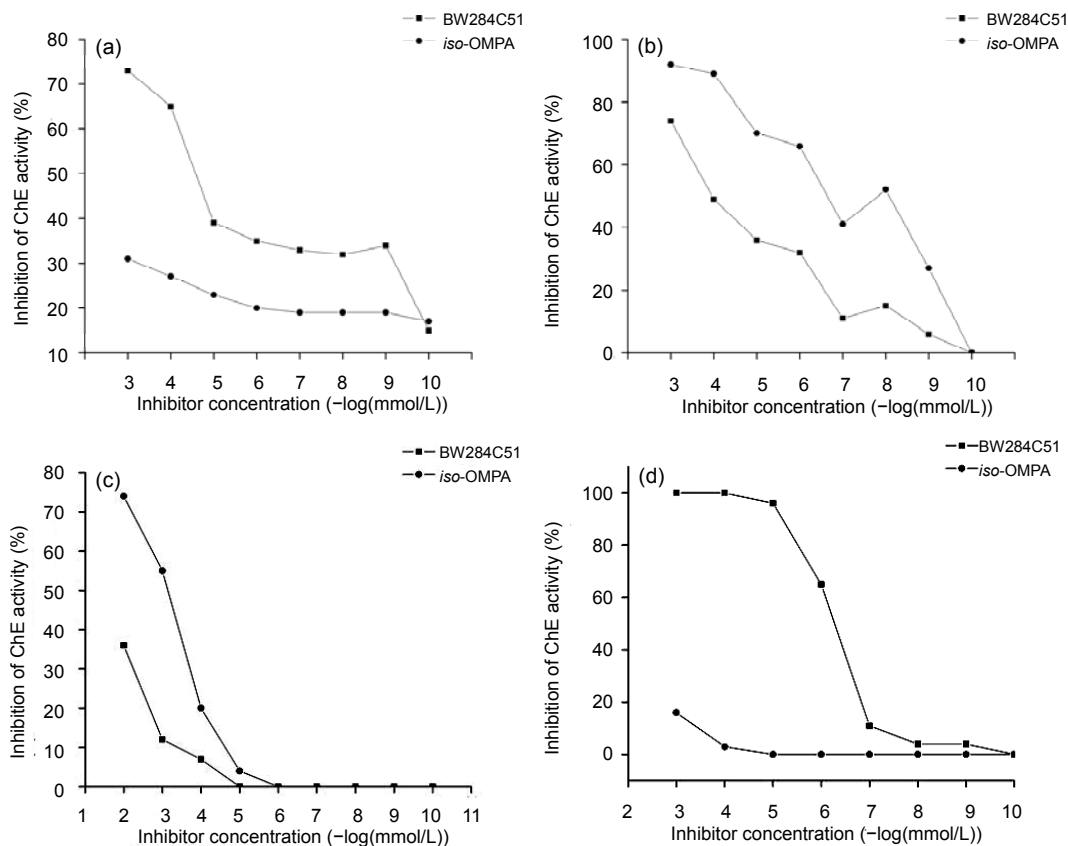 BW284C51
iso-OMPA
(a)
80
70
60
50
40
30
20
10
Inhibition of ChE activity (%)
3 4 5 6 7 8 9 10
Inhibitor concentration (−log(mmol/L))
BW284C51
iso-OMPA
(b)
100
80
60
40
20
0
Inhibition of ChE activity (%)
3 4 5 6 7 8 9 10
Inhibitor concentration (−log(mmol/L))
BW284C51
iso-OMPA
(c)
80
70
60
50
40
30
20
10
0
Inhibition of ChE activity (%)
1 2 3 4 5 6 7 8 9 10 11
Inhibitor concentration (−log(mmol/L))
BW284C51
iso-OMPA
(d)
100
80
60
40
20
0
Inhibition of ChE activity (%)
2 3 4 5 6 7 8 9 10
Inhibitor concentration (−log(mmol/L))